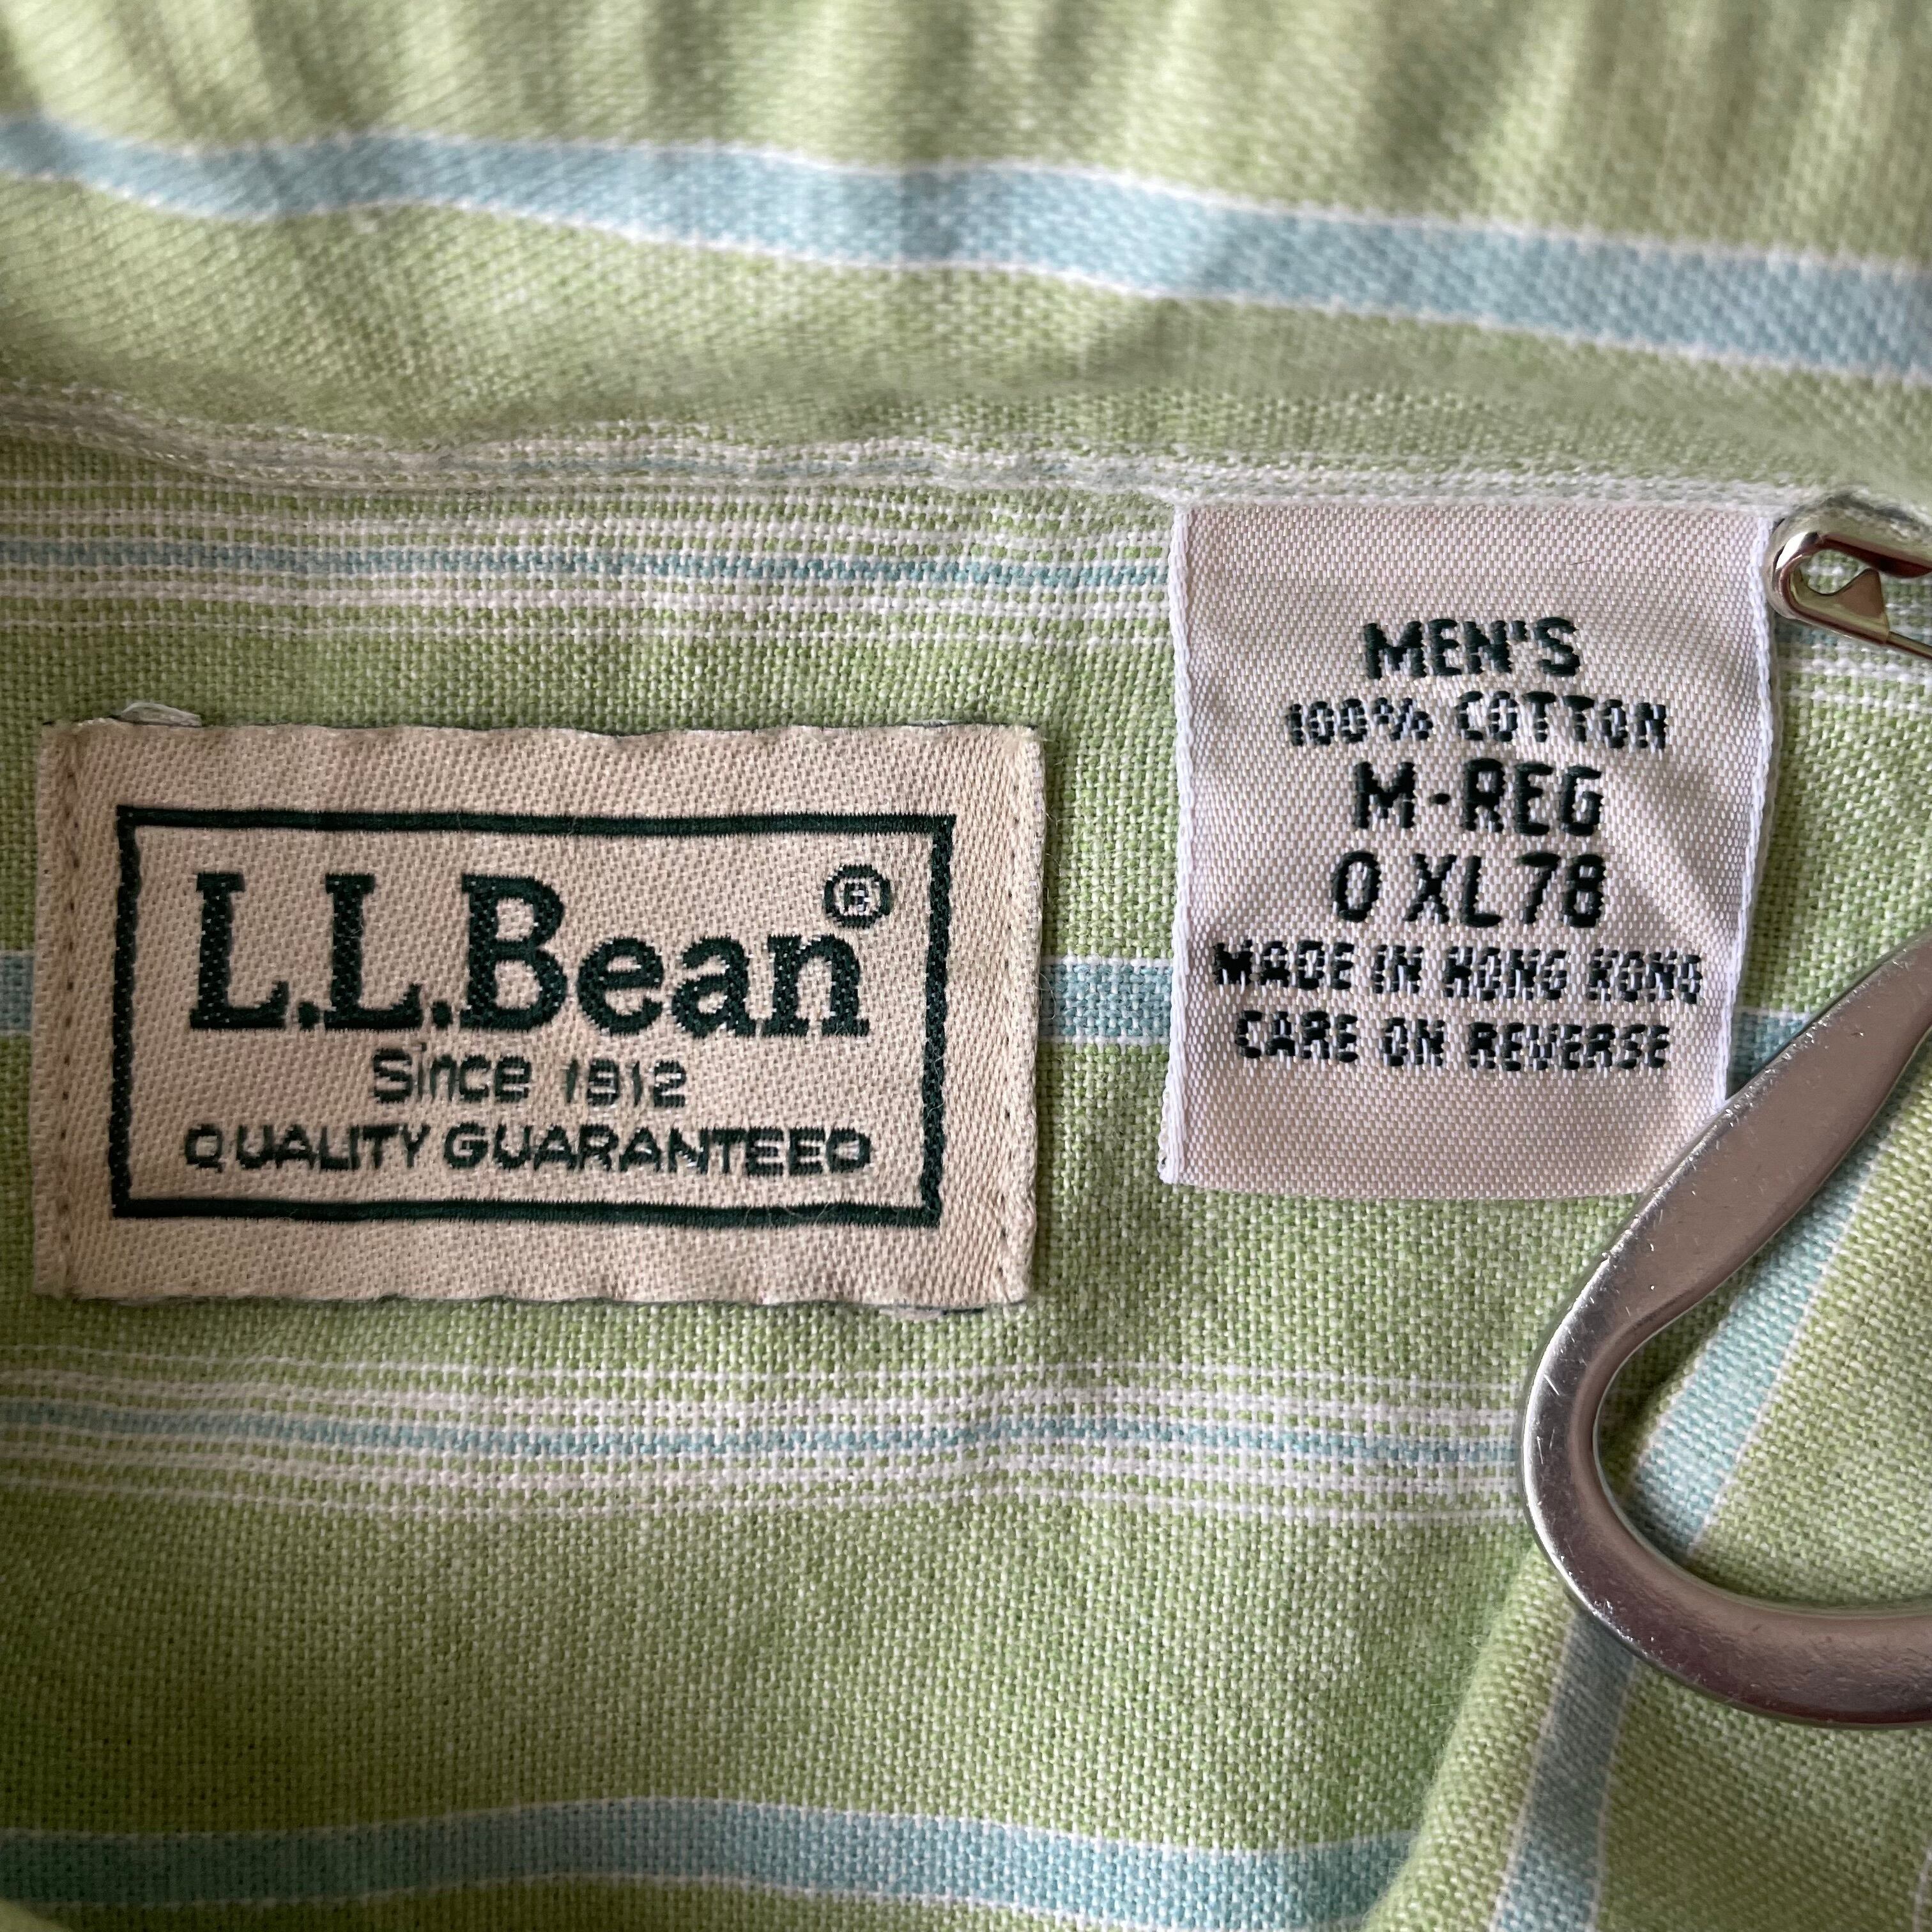 L.L.Bean®
Since 1912
QUALITY GUARANTEED
MEN'S
100% COTTON
M-REG
0 XL78
MADE IN HONG KONG
CARE ON REVERSE